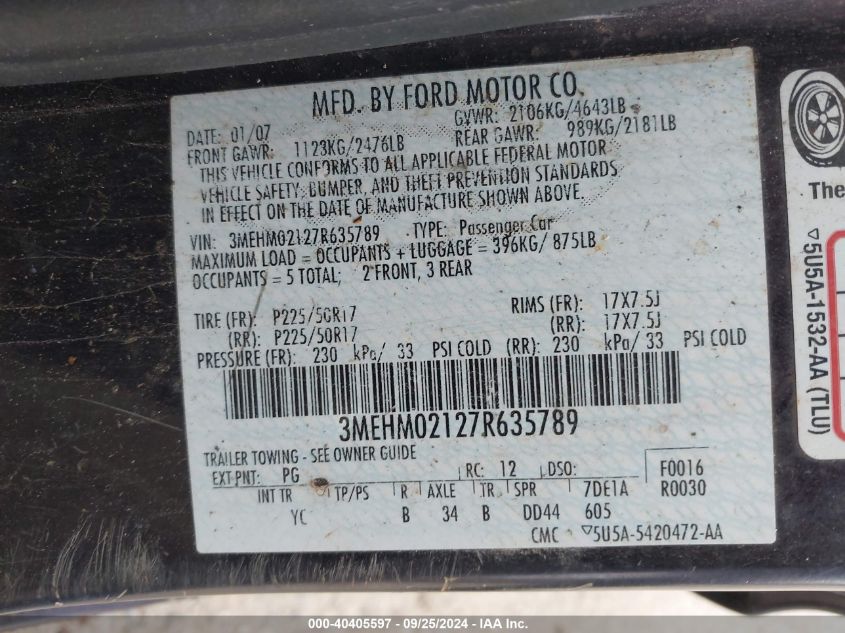 MFD. BY FORD MOTOR CO.
DATE: 01/07 GVWR: 2106KG/4643LB
FRONT GAWR: 1123KG/2476LB REAR GAWR: 989KG/2181LB
THIS VEHICLE CONFORMS TO ALL APPLICABLE FEDERAL MOTOR
VEHICLE SAFETY, BUMPER, AND THEFT PREVENTION STANDARDS
IN EFFECT ON THE DATE OF MANUFACTURE SHOWN ABOVE.
VIN: 3MEHM02127R635789 TYPE: Passenger Car
MAXIMUM LOAD = OCCUPANTS + LUGGAGE = 396KG/ 875LB
OCCUPANTS = 5 TOTAL; 2 FRONT, 3 REAR
TIRE (FR): P225/50R17 RIMS (FR): 17X7.5J
(RR): P225/50R17 (RR): 17X7.5J
PRESSURE (FR): 230 kPa/ 33 PSI COLD (RR): 230 kPa/ 33 PSI COLD
3MEHM02127R635789
TRAILER TOWING - SEE OWNER GUIDE
EXT PNT: PG RC: 12 DSO: F0016
INT TR TP/PS R AXLE TR SPR 7DE1A R0030
YC B 34 B DD44 605
CMC ▽5U5A-5420472-AA
The
▽5U5A-1532-AA (TLU)
000-40405597 - 09/25/2024 - IAA Inc.